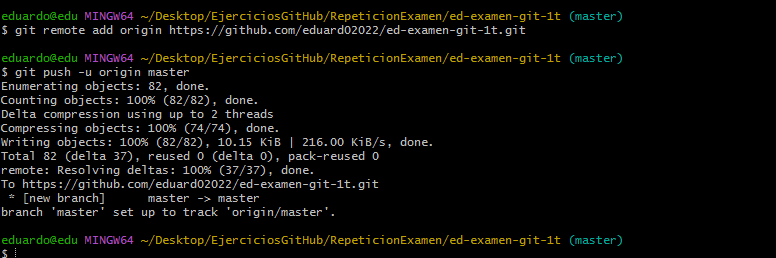 eduardo@edu MINGW64 ~/Desktop/EjerciciosGitHub/RepeticionExamen/ed-examen-git-1t (master)
$ git remote add origin https://github.com/eduard02022/ed-examen-git-1t.git
eduardo@edu MINGW64 ~/Desktop/EjerciciosGitHub/RepeticionExamen/ed-examen-git-1t (master)
$ git push -u origin master
Enumerating objects: 82, done.
Counting objects: 100% (82/82), done.
Delta compression using up to 2 threads
Compressing objects: 100% (74/74), done.
Writing objects: 100% (82/82), 10.15 KiB | 216.00 KiB/s, done.
Total 82 (delta 37), reused 0 (delta 0), pack-reused 0
remote: Resolving deltas: 100% (37/37), done.
To https://github.com/eduard02022/ed-examen-git-1t.git
 * [new branch]      master -> master
branch 'master' set up to track 'origin/master'.
eduardo@edu MINGW64 ~/Desktop/EjerciciosGitHub/RepeticionExamen/ed-examen-git-1t (master)
$